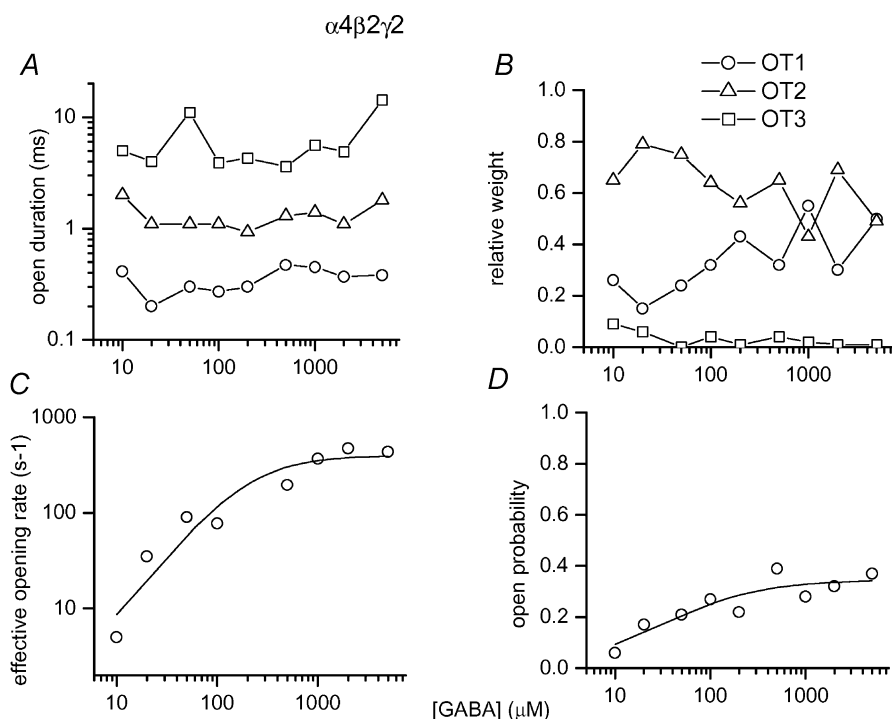 α4β2γ2
A
open duration (ms)
10
1
0.1
10 100 1000
B
OT1
OT2
OT3
relative weight
1.0
0.8
0.6
0.4
0.2
0.0
10 100 1000
C
effective opening rate (s-1)
1000
100
10
10 100 1000
D
open probability
1.0
0.8
0.6
0.4
0.2
0.0
10 100 1000
[GABA] (μM)